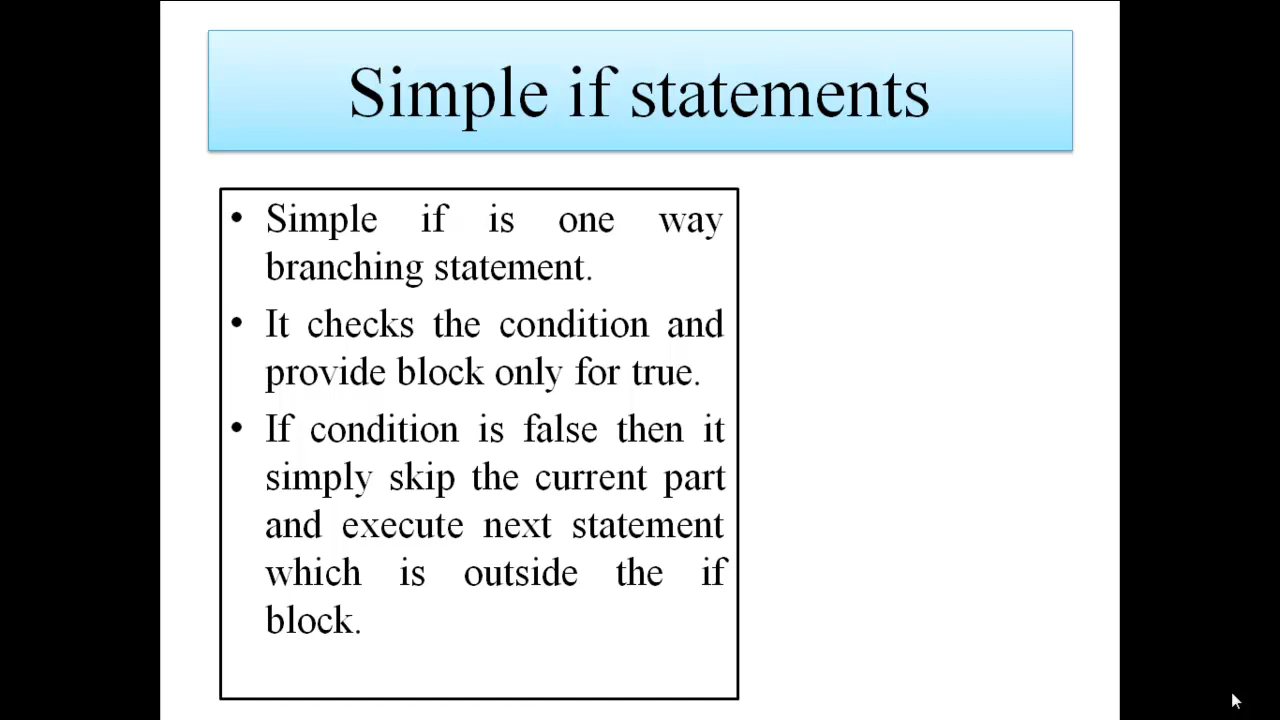 Simple if statements
• Simple if is one way
branching statement.
• It checks the condition and
provide block only for true.
• If condition is false then it
simply skip the current part
and execute next statement
which is outside the if
block.